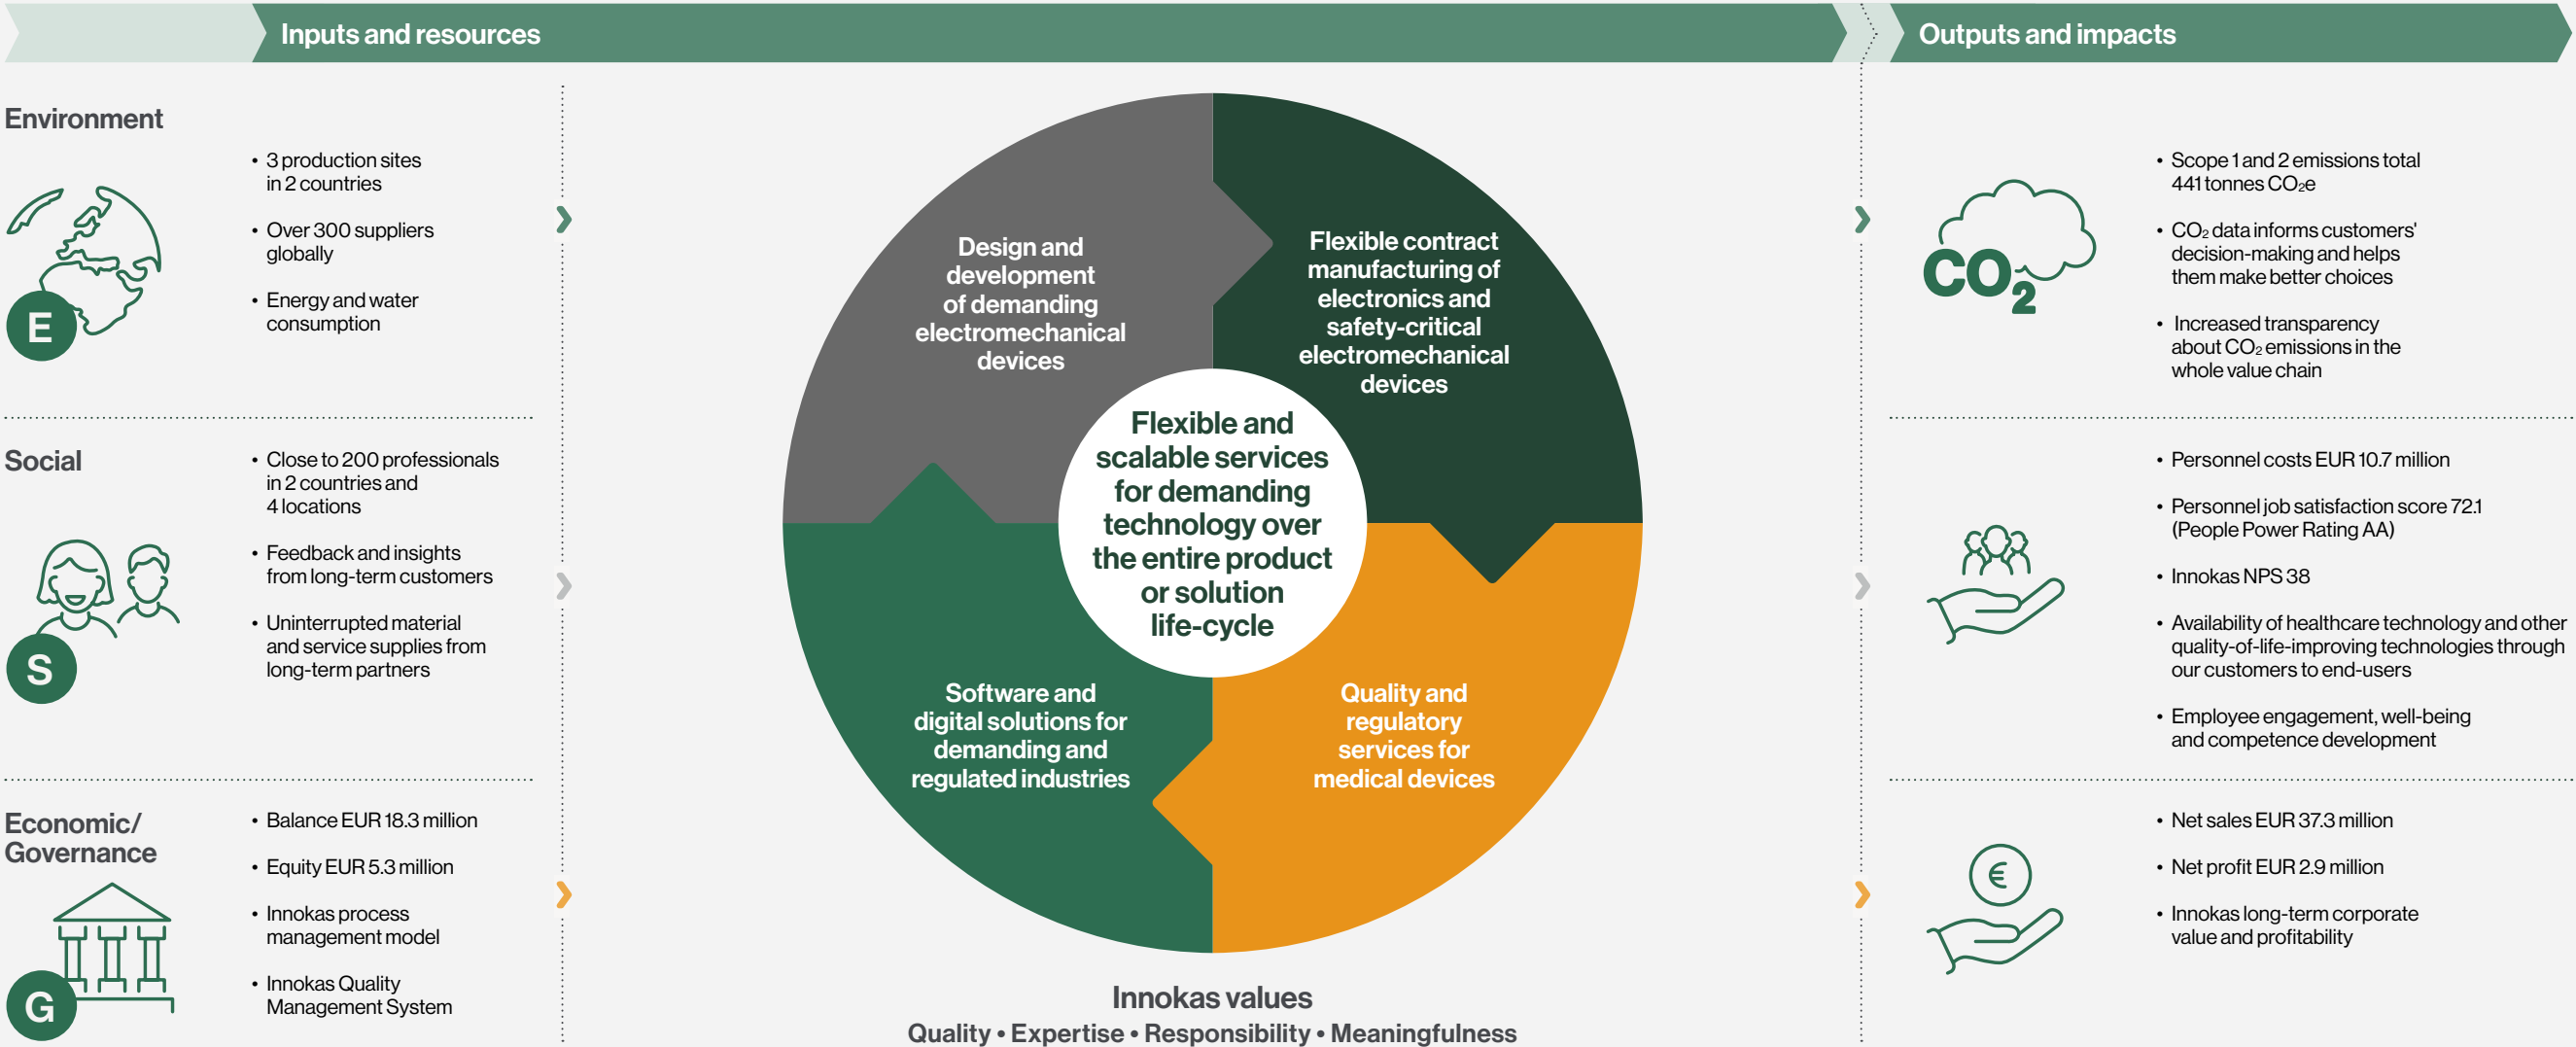 Inputs and resources
Outputs and impacts
Environment
E
• 3 production sites
in 2 countries
• Over 300 suppliers
globally
• Energy and water
consumption
Social
S
• Close to 200 professionals
in 2 countries and
4 locations
• Feedback and insights
from long-term customers
• Uninterrupted material
and service supplies from
long-term partners
Economic/
Governance
G
• Balance EUR 18.3 million
• Equity EUR 5.3 million
• Innokas process
management model
• Innokas Quality
Management System
Design and
development
of demanding
electromechanical
devices
Flexible contract
manufacturing of
electronics and
safety-critical
electromechanical
devices
Flexible and
scalable services
for demanding
technology over
the entire product
or solution
life-cycle
Software and
digital solutions for
demanding and
regulated industries
Quality and
regulatory
services for
medical devices
Innokas values
Quality • Expertise • Responsibility • Meaningfulness
CO₂
• Scope 1 and 2 emissions total
441 tonnes CO₂e
• CO₂ data informs customers'
decision-making and helps
them make better choices
• Increased transparency
about CO₂ emissions in the
whole value chain
• Personnel costs EUR 10.7 million
• Personnel job satisfaction score 72.1
(People Power Rating AA)
• Innokas NPS 38
• Availability of healthcare technology and other
quality-of-life-improving technologies through
our customers to end-users
• Employee engagement, well-being
and competence development
€
• Net sales EUR 37.3 million
• Net profit EUR 2.9 million
• Innokas long-term corporate
value and profitability